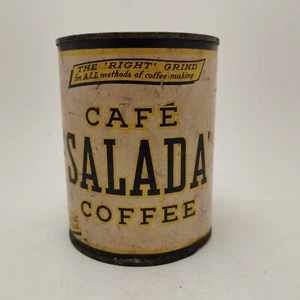 THE 'RIGHT' GRIND
for ALL methods of coffee-making
CAFÉ
'SALADA'
COFFEE